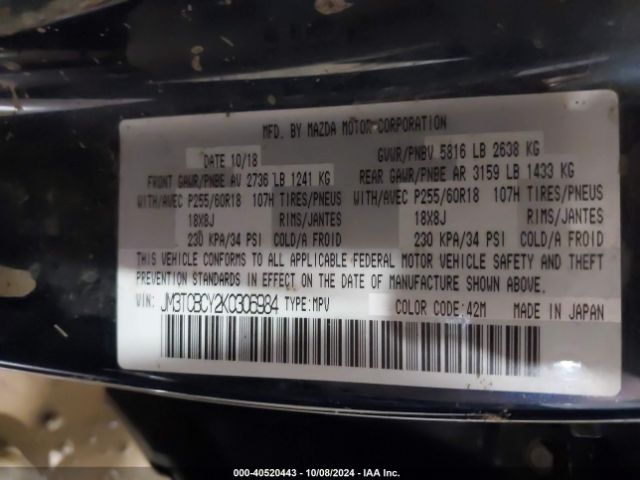 MFD. BY MAZDA MOTOR CORPORATION
DATE 10/18 GVWR/PNBV 5816 LB 2638 KG
FRONT GAWR/PNBE AV 2736 LB 1241 KG REAR GAWR/PNBE AR 3159 LB 1433 KG
WITH/AVEC P255/60R18 107H TIRES/PNEUS WITH/AVEC P255/60R18 107H TIRES/PNEUS
18X8J RIMS/JANTES 18X8J RIMS/JANTES
230 KPA/34 PSI COLD/A FROID 230 KPA/34 PSI COLD/A FROID
THIS VEHICLE CONFORMS TO ALL APPLICABLE FEDERAL MOTOR VEHICLE SAFETY AND THEFT
PREVENTION STANDARDS IN EFFECT ON THE DATE OF MANUFACTURE SHOWN ABOVE.
VIN: JM3TCBCY2K0306984 TYPE:MPV COLOR CODE:42M MADE IN JAPAN
000-40520443 - 10/08/2024 - IAA Inc.